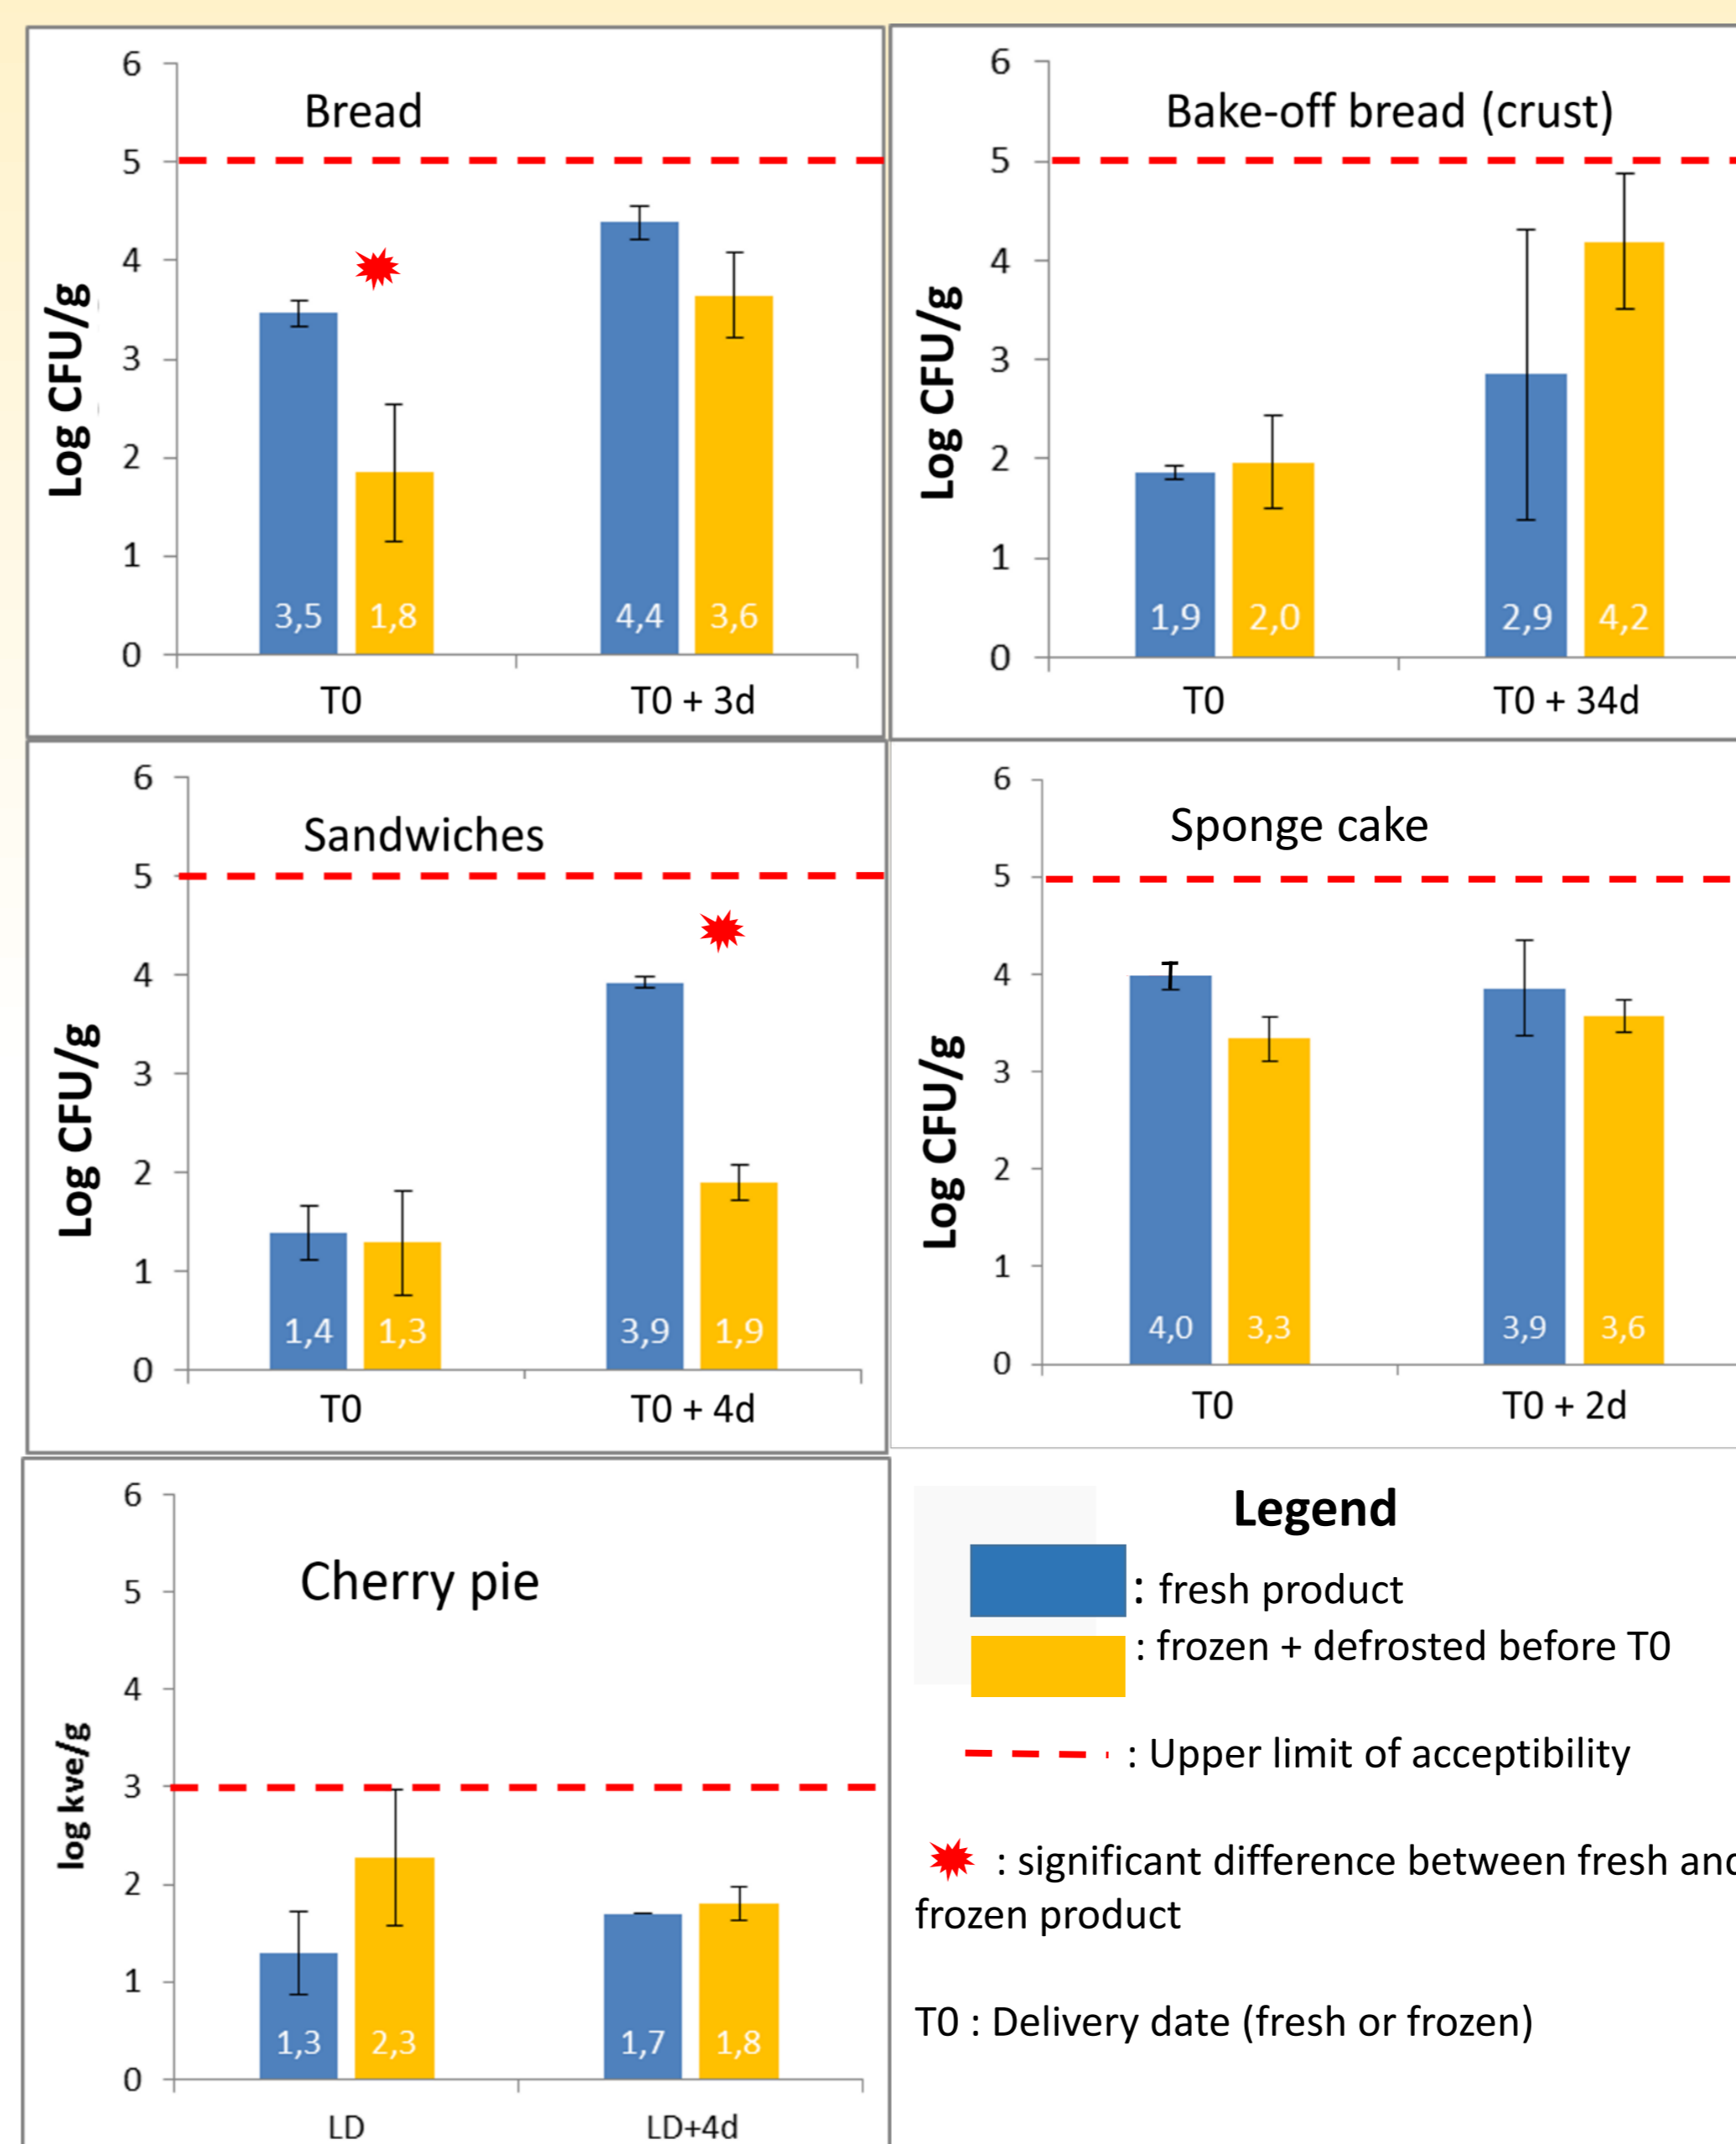 Bread
6
5
4
3
2
1
0
Log CFU/g
3,5
1,8
4,4
3,6
T0
T0 + 3d
Bake-off bread (crust)
6
5
4
3
2
1
0
Log CFU/g
1,9
2,0
2,9
4,2
T0
T0 + 34d
Sandwiches
6
5
4
3
2
1
0
Log CFU/g
1,4
1,3
3,9
1,9
T0
T0 + 4d
Sponge cake
6
5
4
3
2
1
0
Log CFU/g
4,0
3,3
3,9
3,6
T0
T0 + 2d
Cherry pie
6
5
4
3
2
1
0
log kve/g
1,3
2,3
1,7
1,8
LD
LD+4d
Legend
: fresh product
: frozen + defrosted before T0
: Upper limit of acceptibility
: significant difference between fresh and
frozen product
T0 : Delivery date (fresh or frozen)